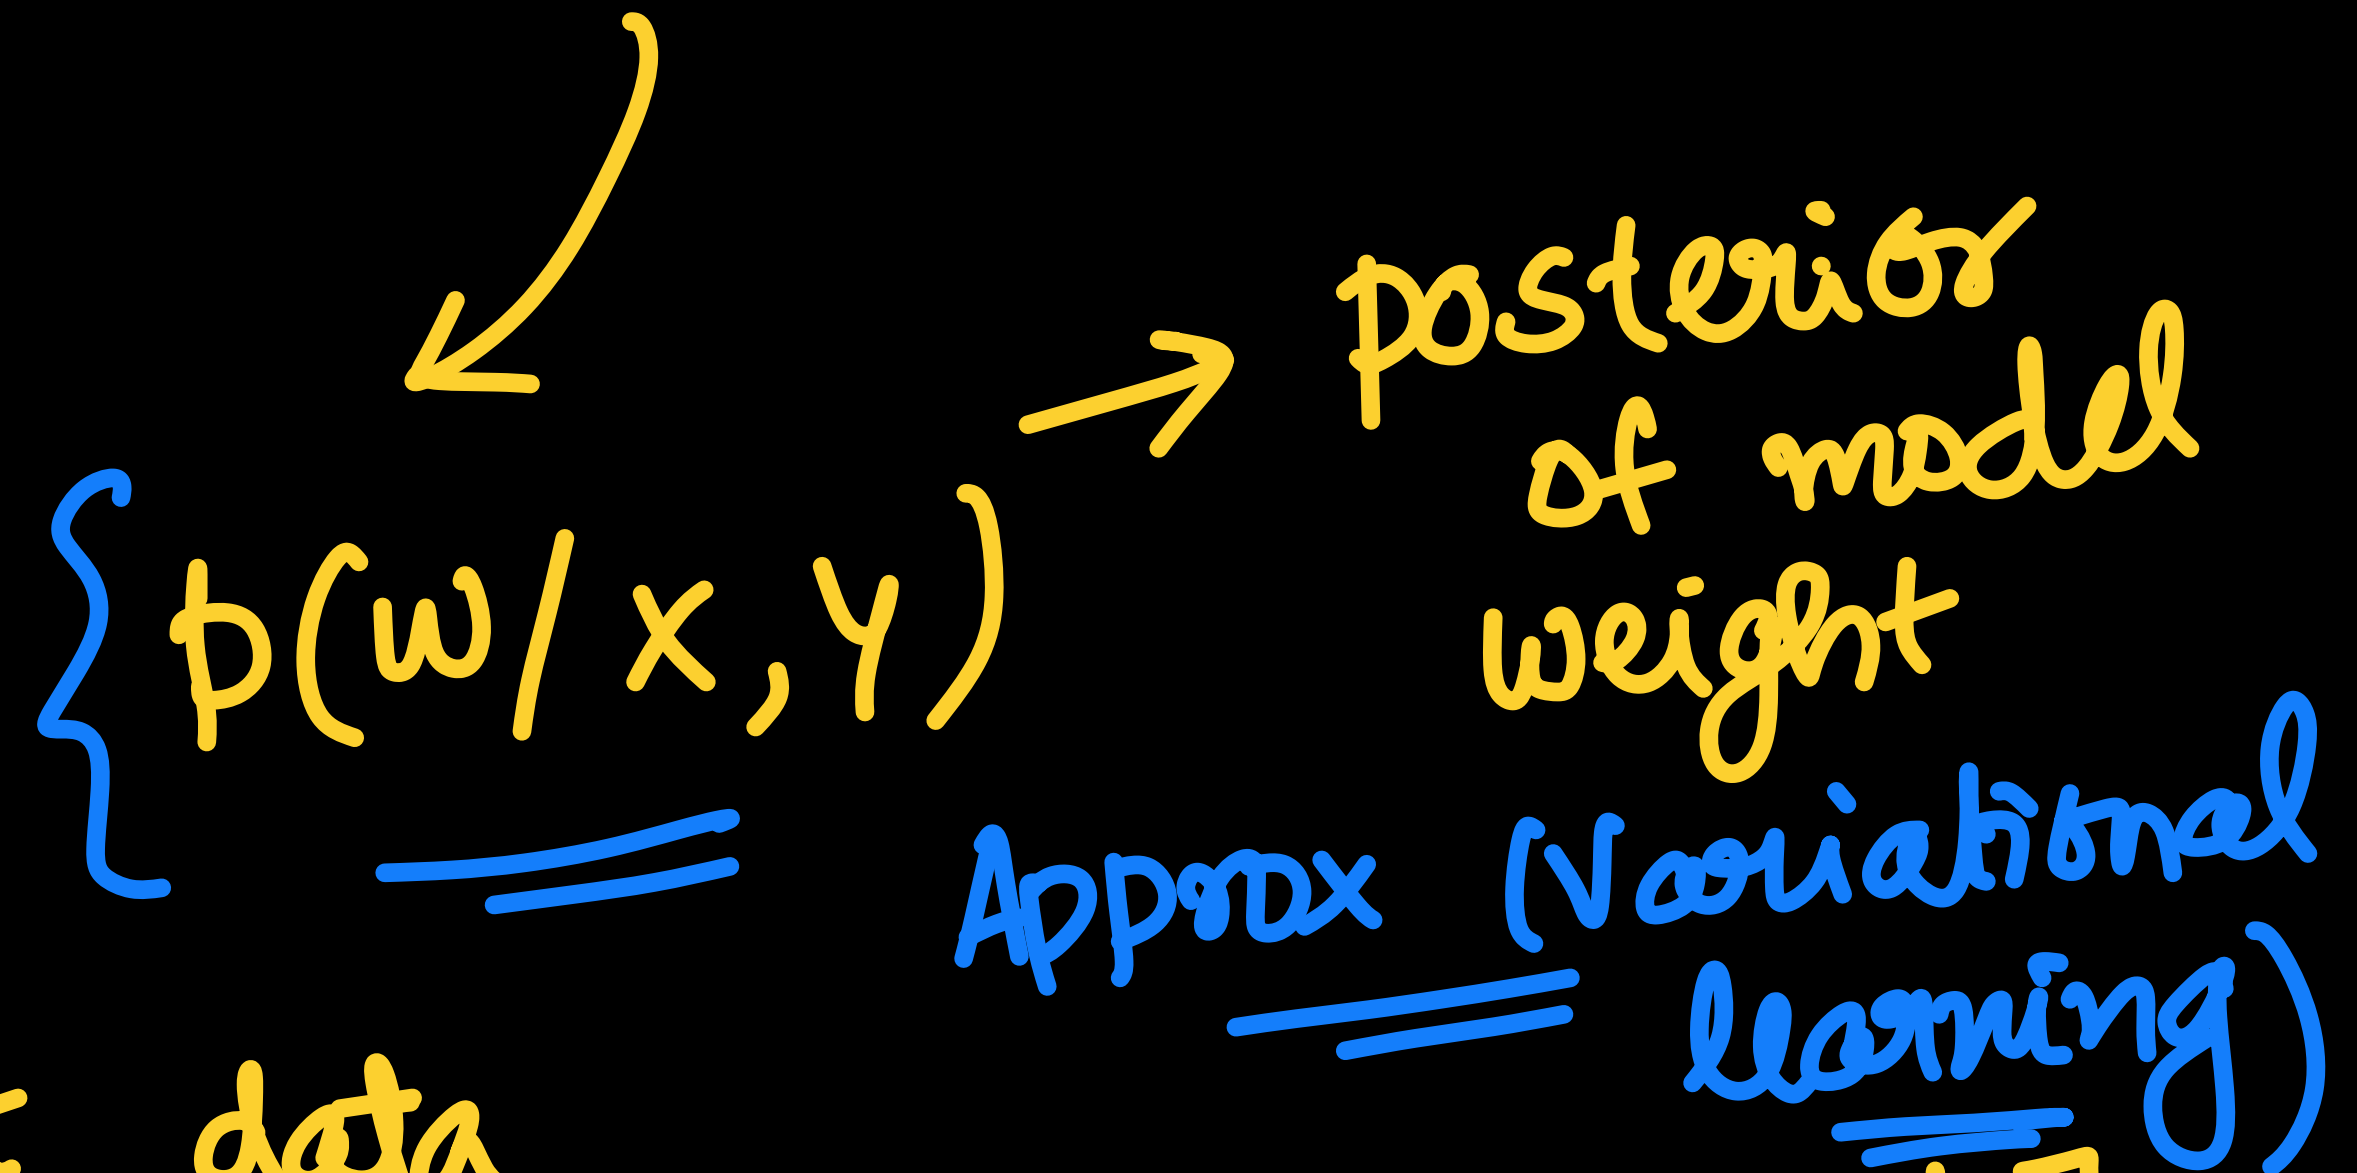 posterior
of model
weight
p(w/x,y)
Approx (Variational
learning)
data